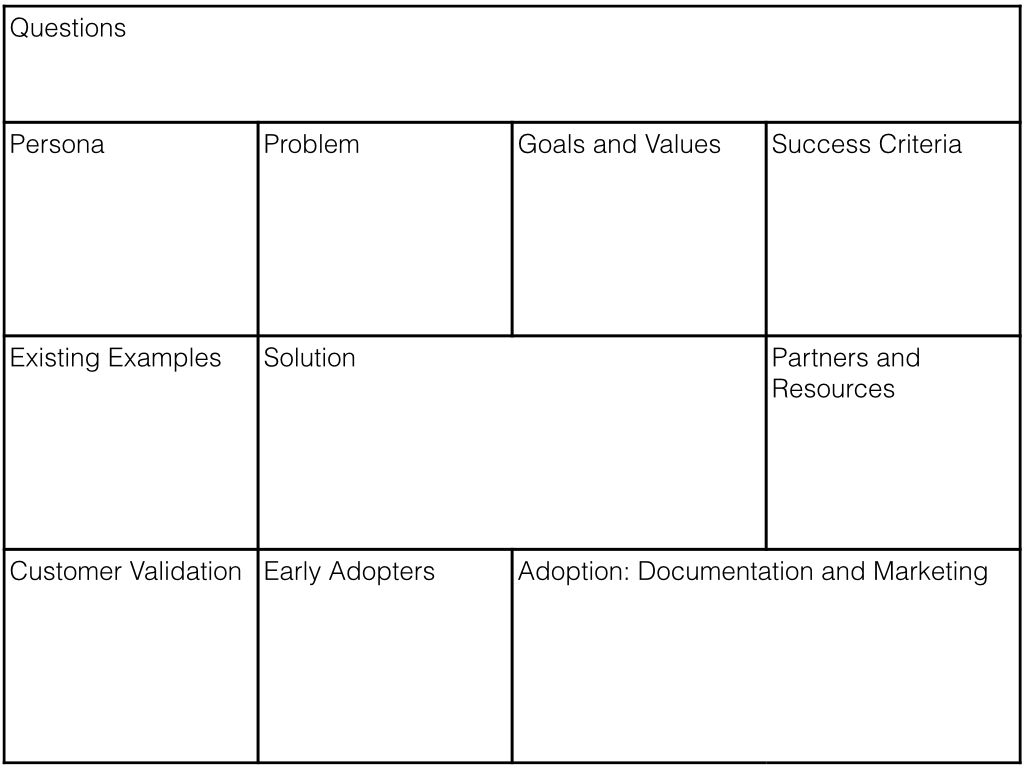 Questions
Persona
Problem
Goals and Values
Success Criteria
Existing Examples
Solution
Partners and
Resources
Customer Validation
Early Adopters
Adoption: Documentation and Marketing